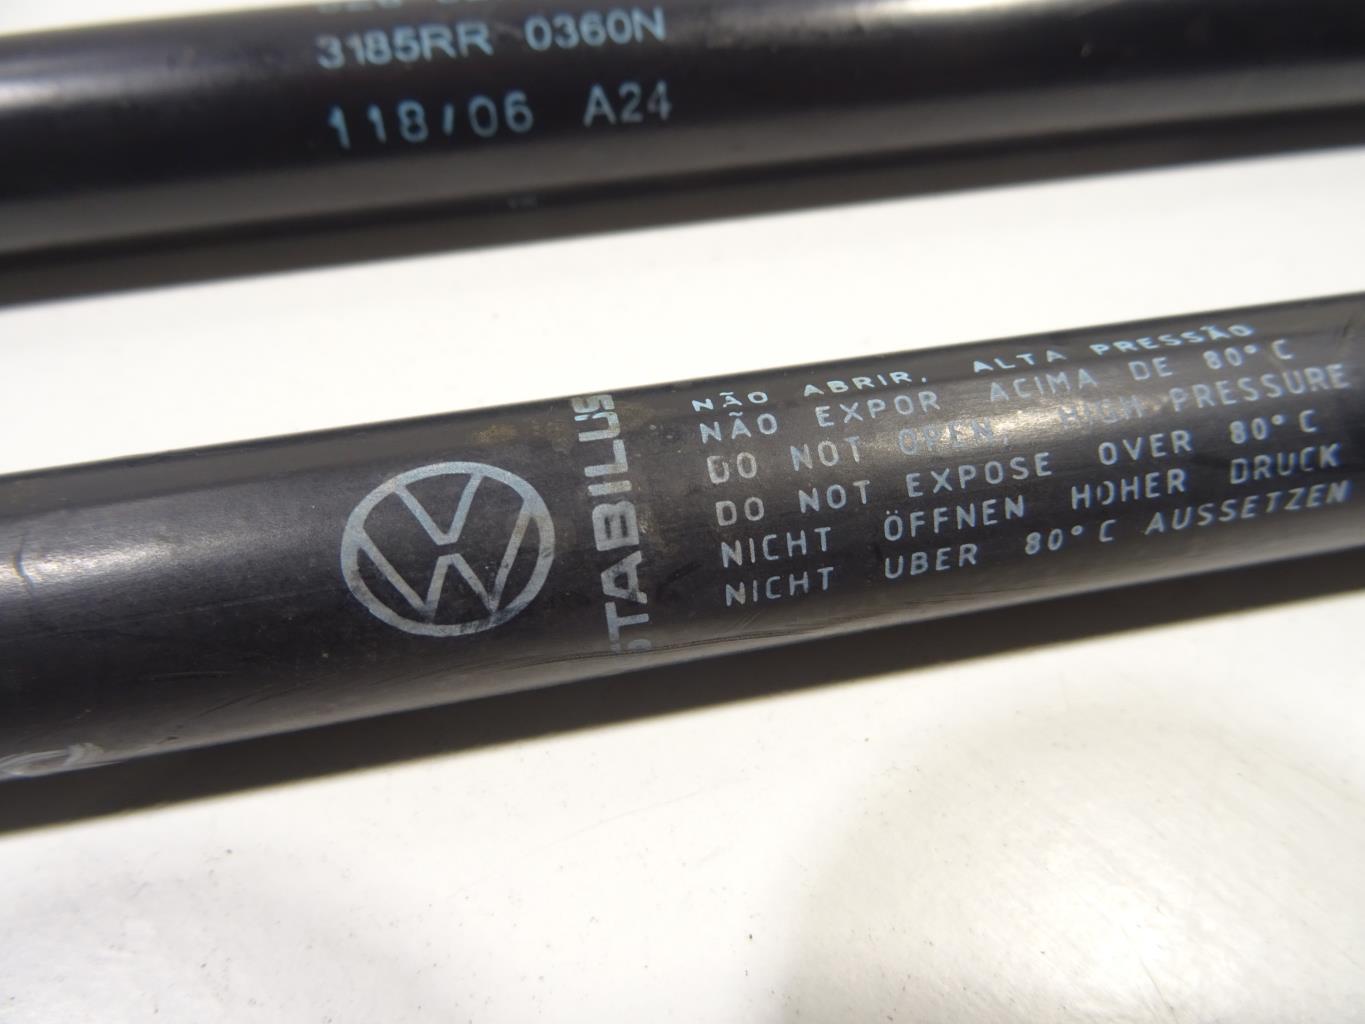 3185RR 0360N
118/06 A24
STABILUS
NÃO ABRIR. ALTA PRESSÃO
NÃO EXPOR ACIMA DE 80°C
DO NOT OPEN, HIGH PRESSURE
DO NOT EXPOSE OVER 80°C
NICHT ÖFFNEN HOHER DRUCK
NICHT UBER 80°C AUSSETZEN